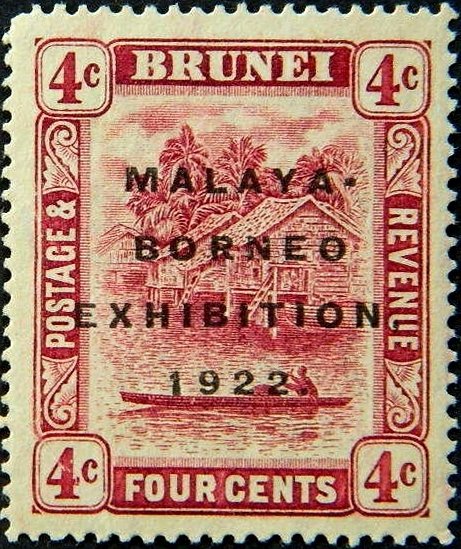 4c BRUNEI 4c
POSTAGE &
REVENUE
MALAYA-
BORNEO
EXHIBITION
1922.
4c FOUR CENTS 4c